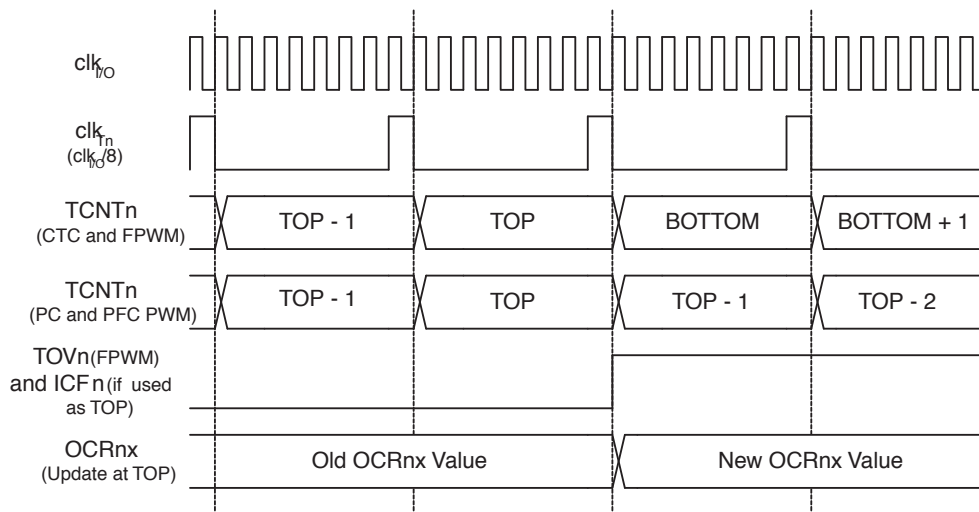 clkI/O
clkTn
(clkI/O/8)
TCNTn
(CTC and FPWM)
TOP - 1
TOP
BOTTOM
BOTTOM + 1
TCNTn
(PC and PFC PWM)
TOP - 1
TOP
TOP - 1
TOP - 2
TOVn (FPWM)
and ICFn (if used
as TOP)
OCRnx
(Update at TOP)
Old OCRnx Value
New OCRnx Value